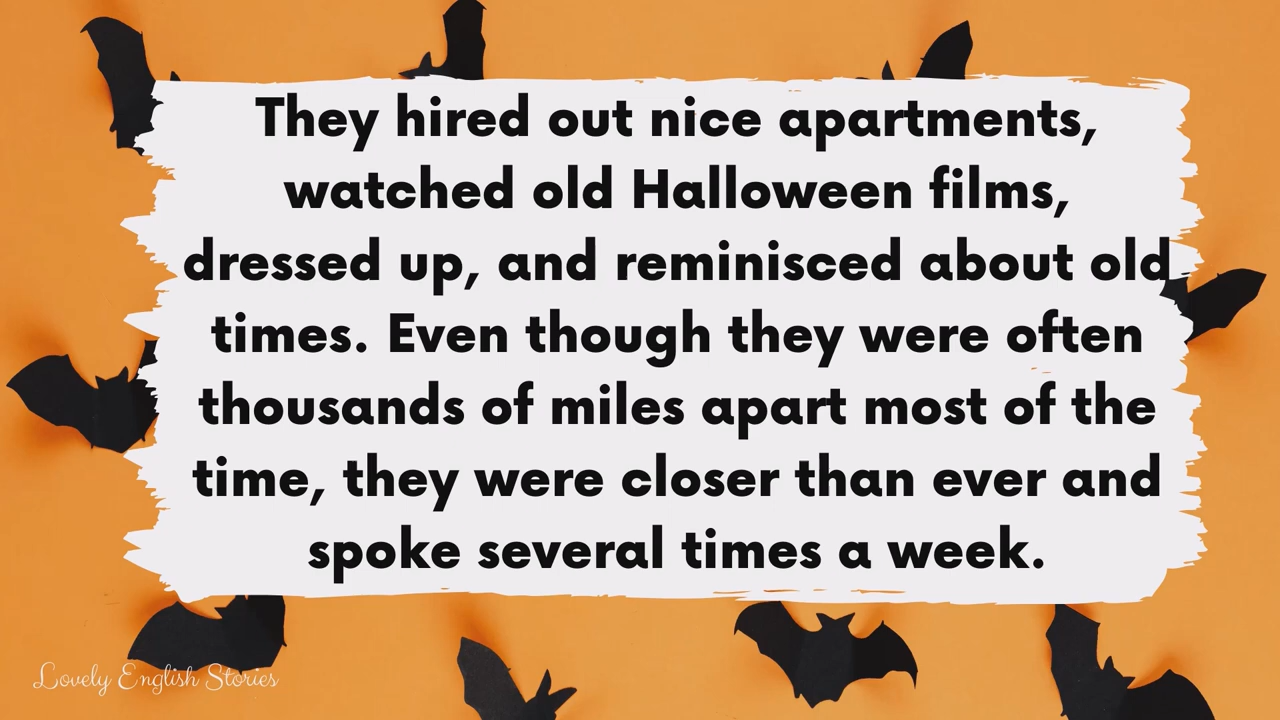 They hired out nice apartments,
watched old Halloween films,
dressed up, and reminisced about old
times. Even though they were often
thousands of miles apart most of the
time, they were closer than ever and
spoke several times a week.
Lovely English Stories